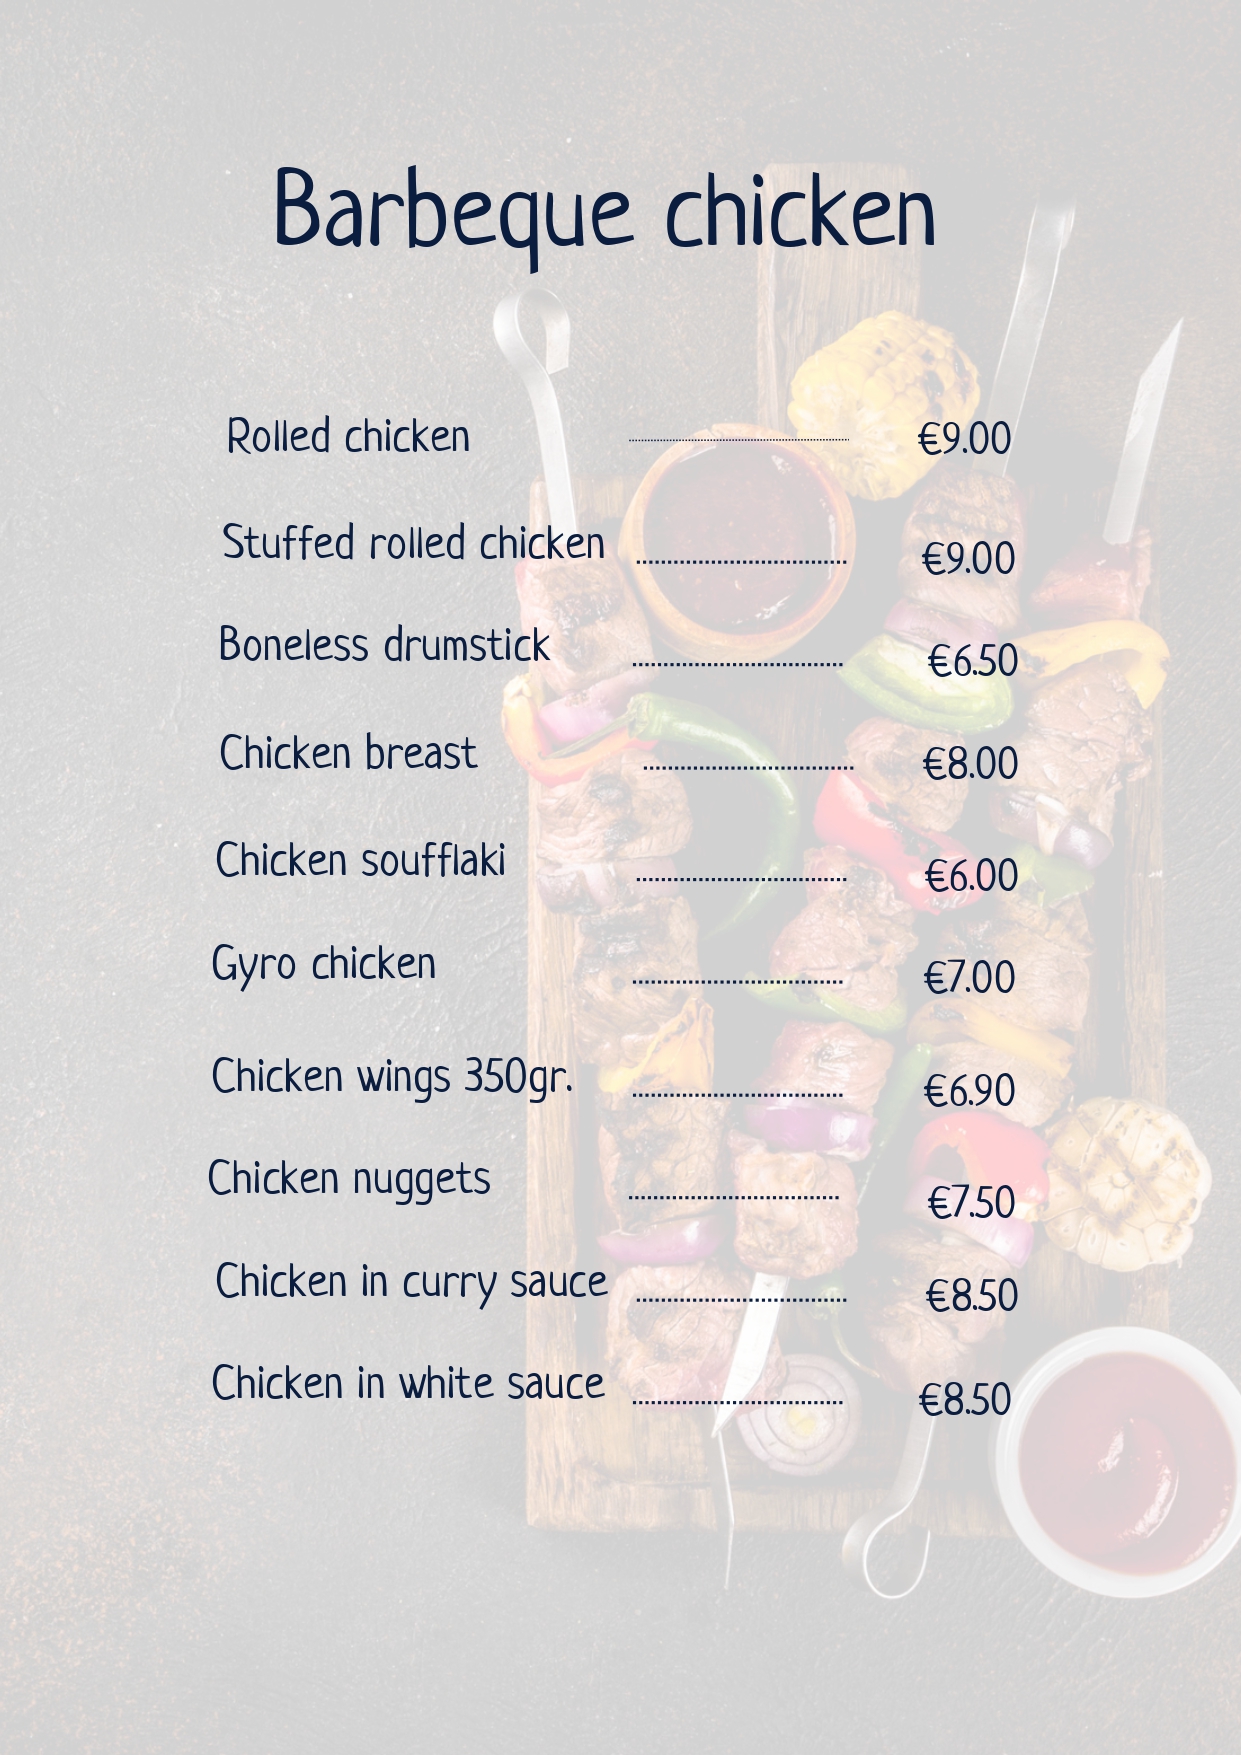 Barbeque chicken
Rolled chicken ........................ €9.00
Stuffed rolled chicken ........................ €9.00
Boneless drumstick ........................ €6.50
Chicken breast ........................ €8.00
Chicken soufflaki ........................ €6.00
Gyro chicken ........................ €7.00
Chicken wings 350gr. ........................ €6.90
Chicken nuggets ........................ €7.50
Chicken in curry sauce ........................ €8.50
Chicken in white sauce ........................ €8.50